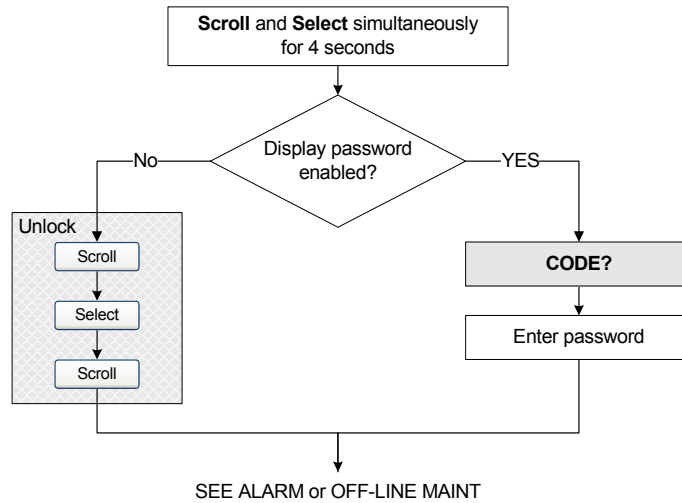 Scroll and Select simultaneously
for 4 seconds
Display password
enabled?
No
YES
Unlock
Scroll
Select
Scroll
CODE?
Enter password
SEE ALARM or OFF-LINE MAINT